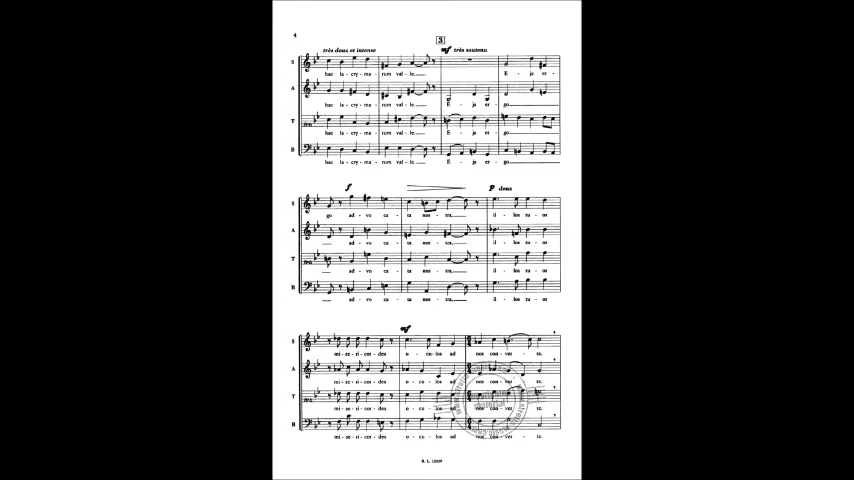 4
3
très doux et intense mf très soutenu
S
hac la - cry - ma - rum val - le. E - ja er -
A
hac la - cry - ma - rum val - le. E - ja er - go
T
hac la - cry - ma - rum val - le. E - ja er - go
B
hac la - cry - ma - rum val - le. E - ja er - go
f p doux
S
go ad - vo - ca - ta nos - tra, il - los tu - os
A
ad - vo - ca - ta nos - tra, il - los tu - os
T
ad - vo - ca - ta nos - tra, il - los tu - os
B
ad - vo - ca - ta nos - tra, il - los tu - os
mf
S
mi - se - ri - cor - des o - cu - los ad nos con - ver - te.
A
mi - se - ri - cor - des o - cu - los ad nos con - ver - te.
T
mi - se - ri - cor - des o - cu - los ad nos con - ver - te.
B
mi - se - ri - cor - des o - cu - los ad nos con - ver - te.